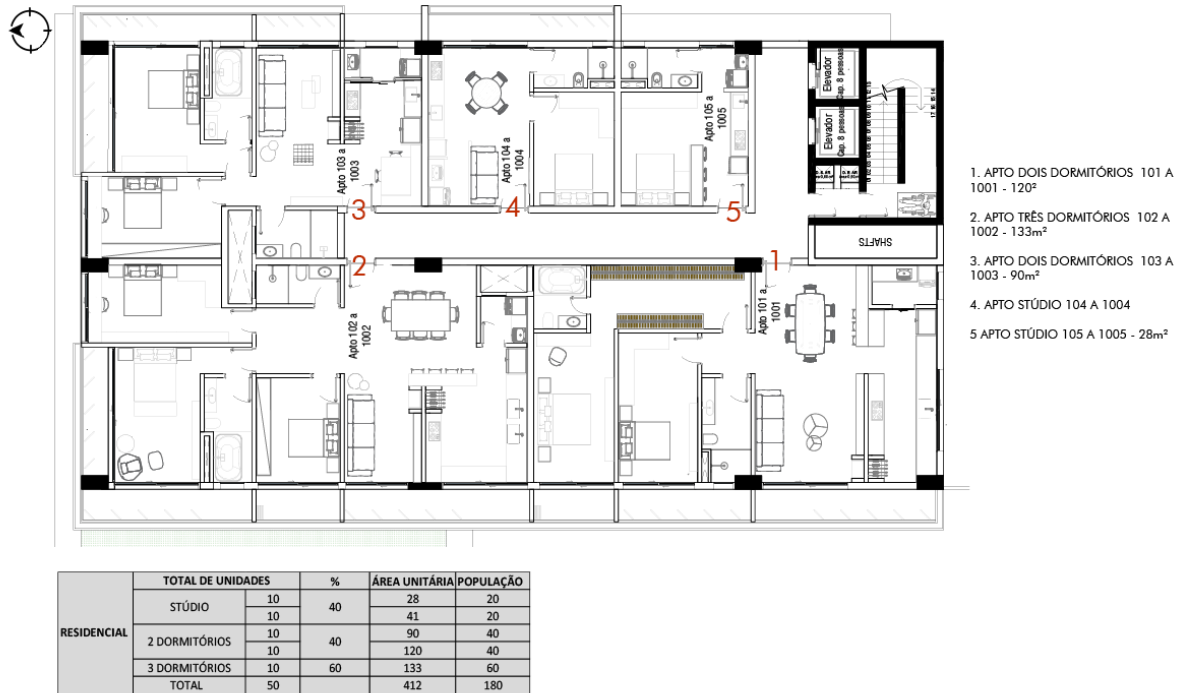 Elevador
Cap. 8 pessoas
Elevador
Cap. 8 pessoas
Apto 103 a
1003
Apto 104 a
1004
Apto 105 a
1005
3
4
5
2
1
SHAFTS
Apto 102 a
1002
Apto 101 a
1001
1. APTO DOIS DORMITÓRIOS 101 A
1001 - 120²
2. APTO TRÊS DORMITÓRIOS 102 A
1002 - 133m²
3. APTO DOIS DORMITÓRIOS 103 A
1003 - 90m²
4. APTO STÚDIO 104 A 1004
5 APTO STÚDIO 105 A 1005 - 28m²
TOTAL DE UNIDADES % ÁREA UNITÁRIA POPULAÇÃO
RESIDENCIAL
STÚDIO 10 40 28 20
10 41 20
2 DORMITÓRIOS 10 40 90 40
10 120 40
3 DORMITÓRIOS 10 60 133 60
TOTAL 50 412 180